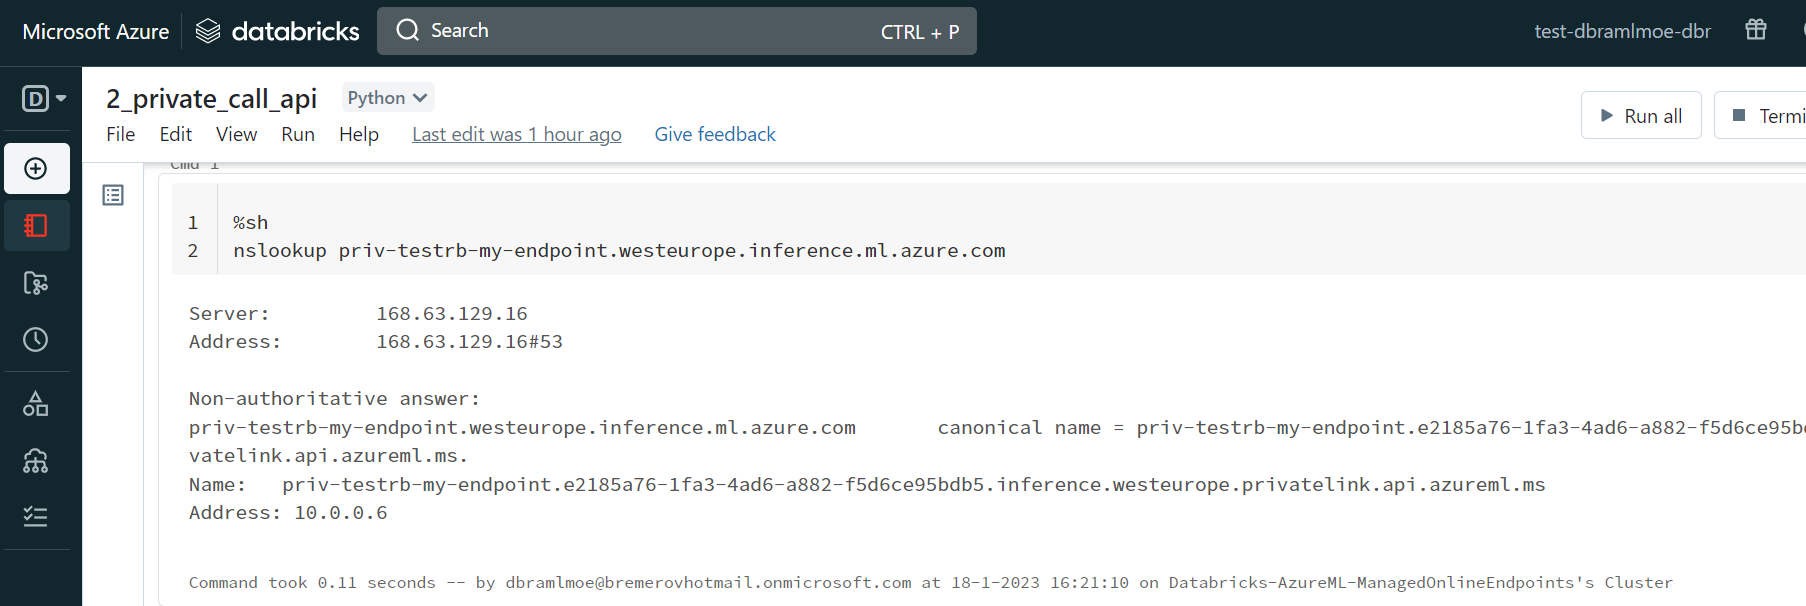 Microsoft Azure databricks Search CTRL + P test-dbramlmoe-dbr
D
2_private_call_api Python
File Edit View Run Help Last edit was 1 hour ago Give feedback
Run all Termi
Cmd 1
1 %sh
2 nslookup priv-testrb-my-endpoint.westeurope.inference.ml.azure.com
Server: 168.63.129.16
Address: 168.63.129.16#53
Non-authoritative answer:
priv-testrb-my-endpoint.westeurope.inference.ml.azure.com canonical name = priv-testrb-my-endpoint.e2185a76-1fa3-4ad6-a882-f5d6ce95b
vatelink.api.azureml.ms.
Name: priv-testrb-my-endpoint.e2185a76-1fa3-4ad6-a882-f5d6ce95bdb5.inference.westeurope.privatelink.api.azureml.ms
Address: 10.0.0.6
Command took 0.11 seconds -- by dbramlmoe@bremerovhotmail.onmicrosoft.com at 18-1-2023 16:21:10 on Databricks-AzureML-ManagedOnlineEndpoints's Cluster